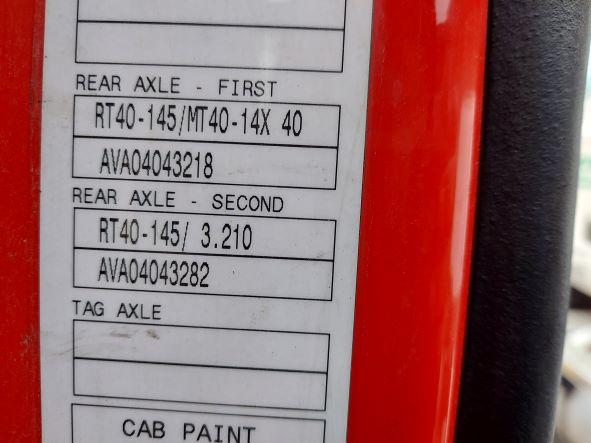 REAR AXLE - FIRST
RT40-145/MT40-14X 40
AVA04043218
REAR AXLE - SECOND
RT40-145/ 3.210
AVA04043282
TAG AXLE
CAB PAINT